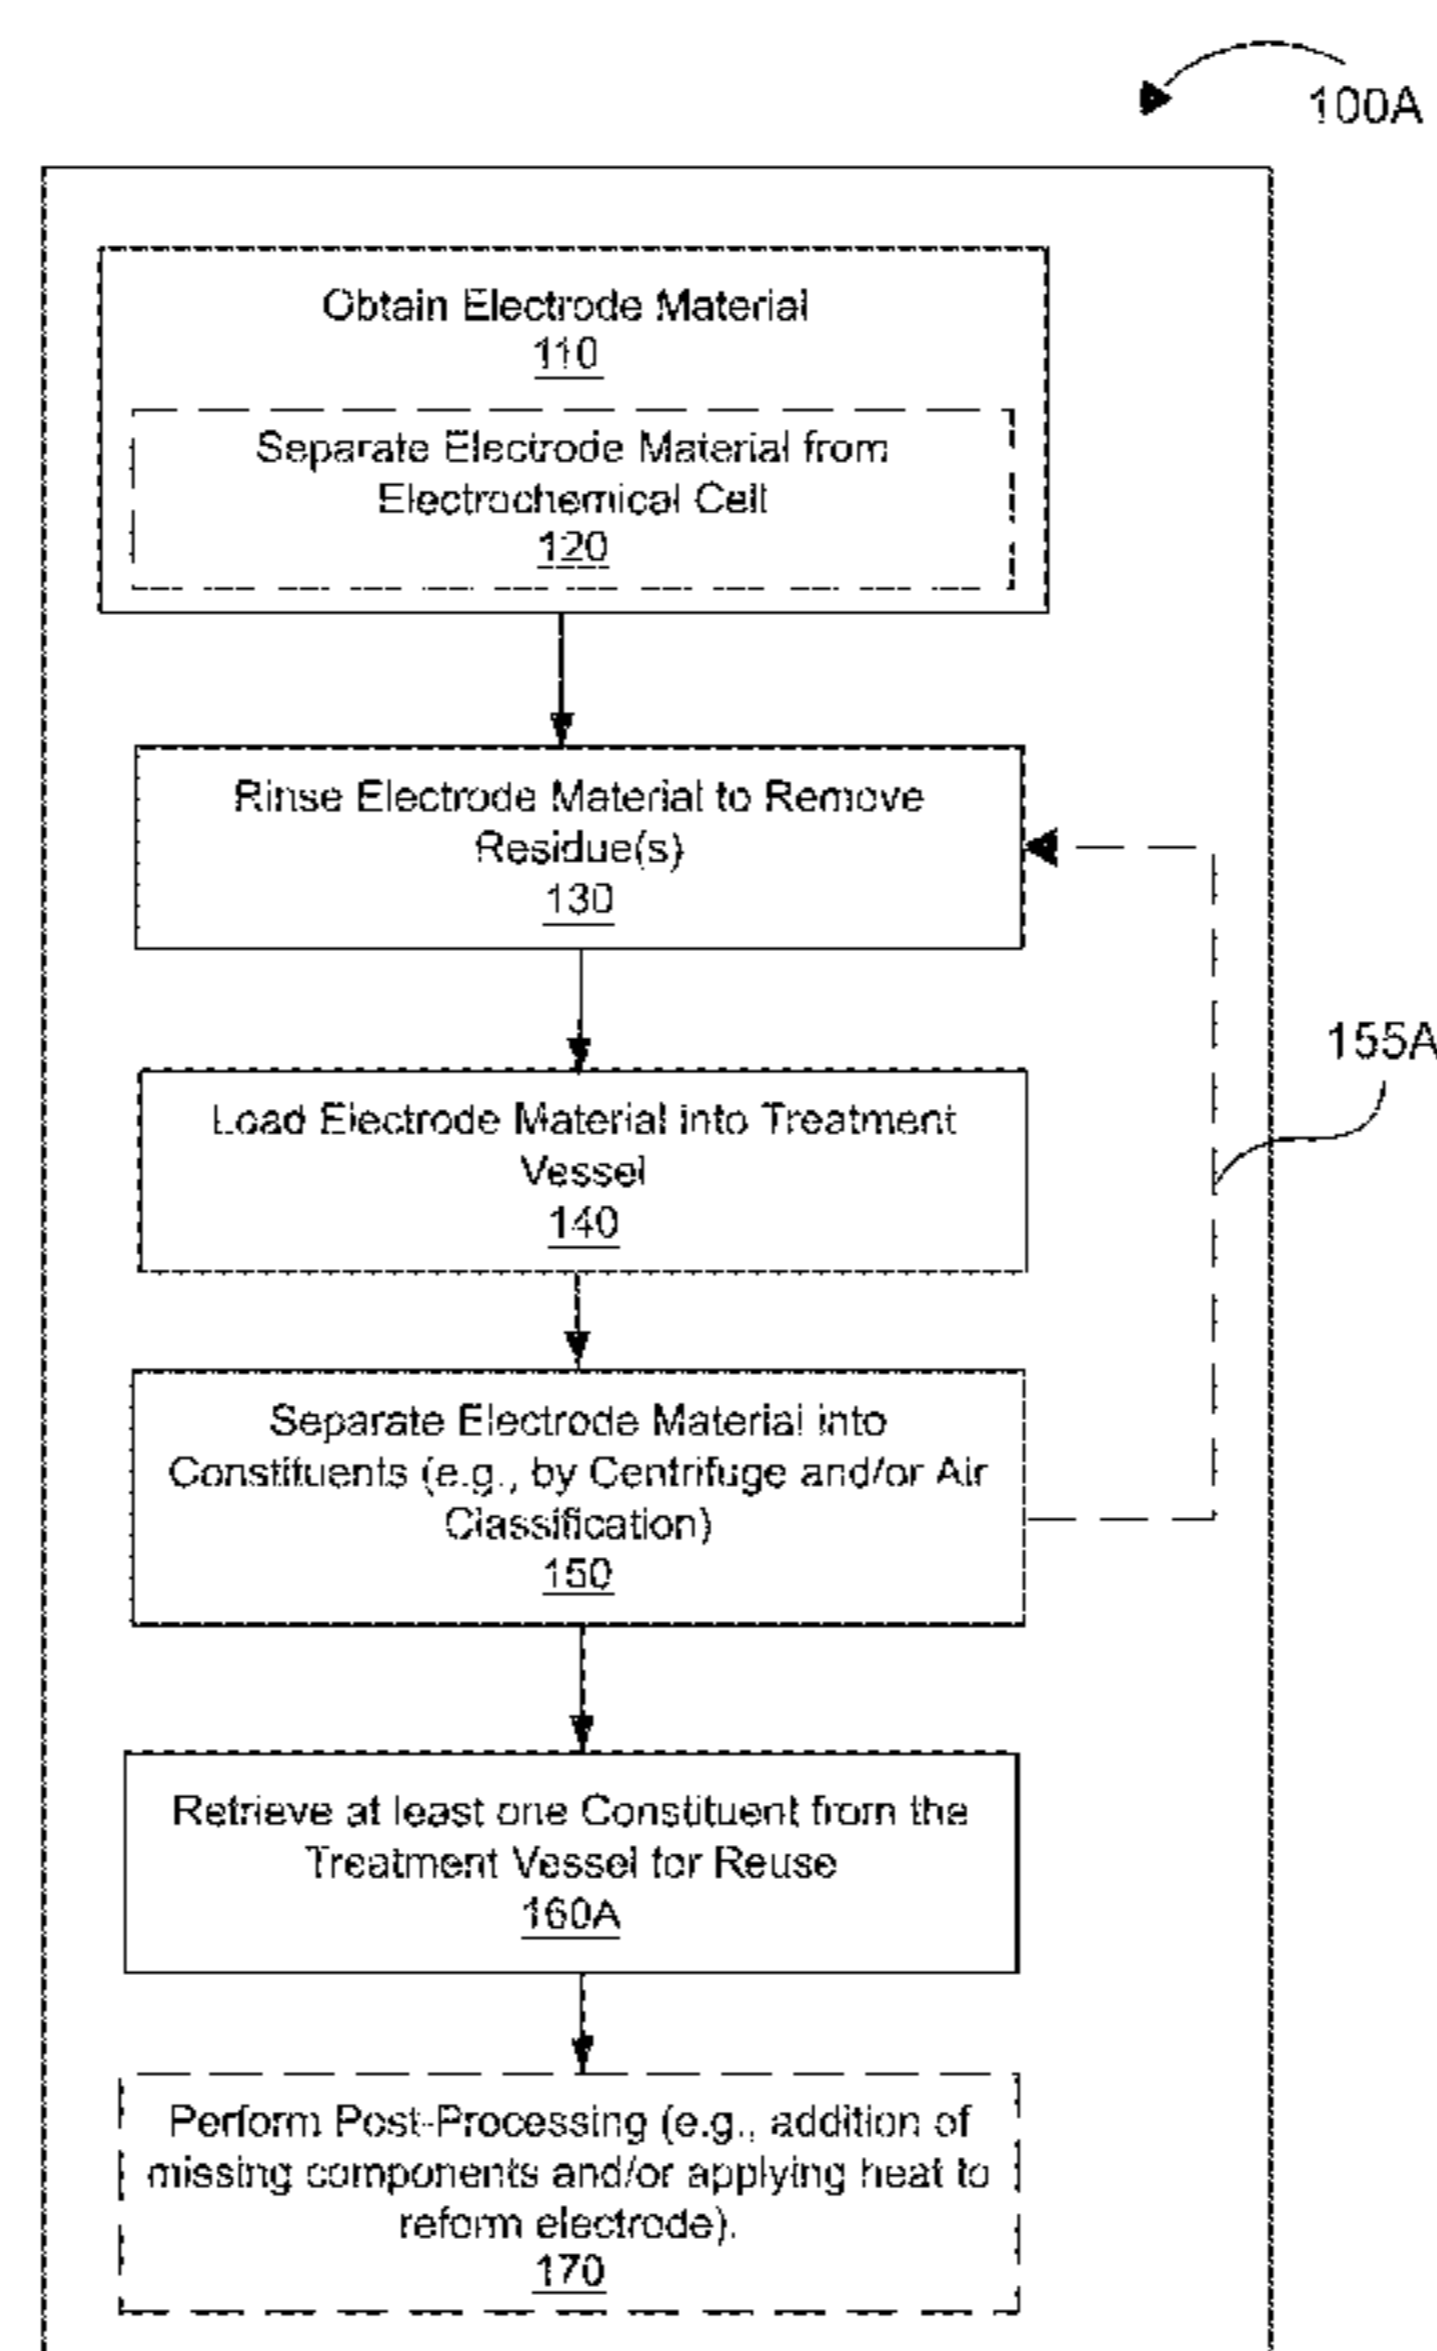 100A
Obtain Electrode Material
110
Separate Electrode Material from
Electrochemical Cell
120
Rinse Electrode Material to Remove
Residue(s)
130
155A
Load Electrode Material into Treatment
Vessel
140
Separate Electrode Material into
Constituents (e.g., by Centrifuge and/or Air
Classification)
150
Retrieve at least one Constituent from the
Treatment Vessel for Reuse
160A
Perform Post-Processing (e.g., addition of
missing components and/or applying heat to
reform electrode).
170